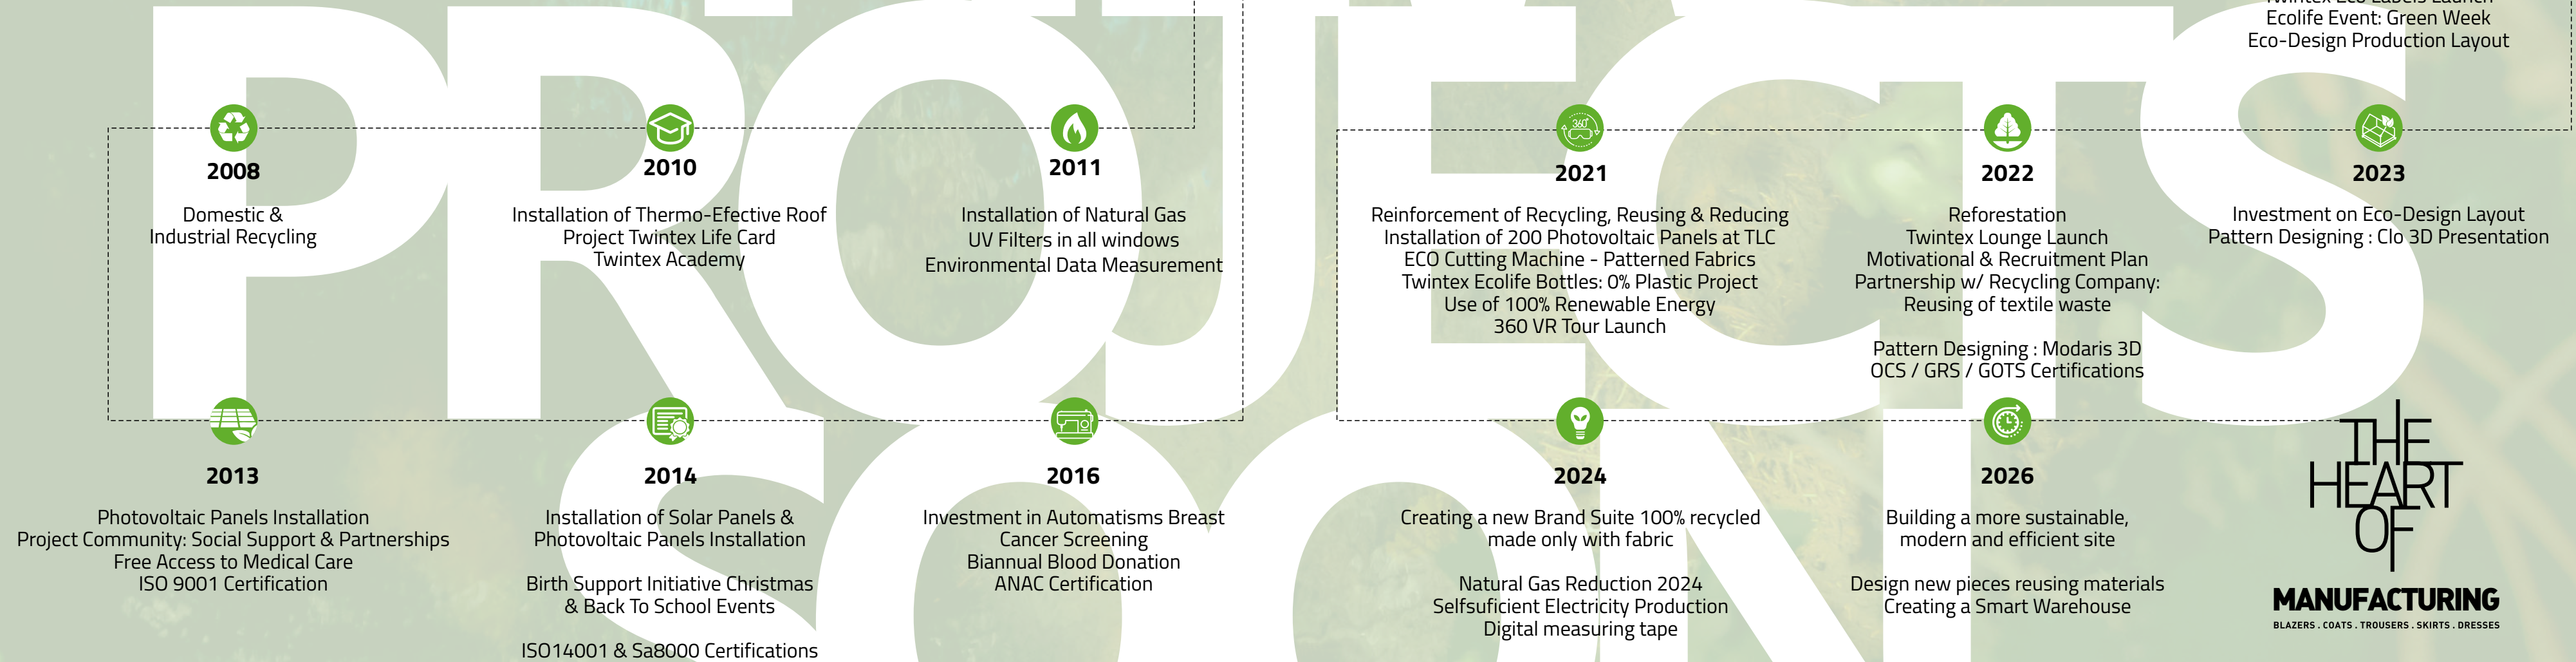 Twintex Eco Labels Launch
Ecolife Event: Green Week
Eco-Design Production Layout
PROJECTS
2008
Domestic &
Industrial Recycling
2010
Installation of Thermo-Efective Roof
Project Twintex Life Card
Twintex Academy
2011
Installation of Natural Gas
UV Filters in all windows
Environmental Data Measurement
360°
2021
Reinforcement of Recycling, Reusing & Reducing
Installation of 200 Photovoltaic Panels at TLC
ECO Cutting Machine - Patterned Fabrics
Twintex Ecolife Bottles: 0% Plastic Project
Use of 100% Renewable Energy
360 VR Tour Launch
2022
Reforestation
Twintex Lounge Launch
Motivational & Recruitment Plan
Partnership w/ Recycling Company:
Reusing of textile waste
Pattern Designing : Modaris 3D
OCS / GRS / GOTS Certifications
2023
Investment on Eco-Design Layout
Pattern Designing : Clo 3D Presentation
SOON
2013
Photovoltaic Panels Installation
Project Community: Social Support & Partnerships
Free Access to Medical Care
ISO 9001 Certification
2014
Installation of Solar Panels &
Photovoltaic Panels Installation
Birth Support Initiative Christmas
& Back To School Events
ISO14001 & Sa8000 Certifications
2016
Investment in Automatisms Breast
Cancer Screening
Biannual Blood Donation
ANAC Certification
2024
Creating a new Brand Suite 100% recycled
made only with fabric
Natural Gas Reduction 2024
Selfsuficient Electricity Production
Digital measuring tape
2026
Building a more sustainable,
modern and efficient site
Design new pieces reusing materials
Creating a Smart Warehouse
THE
HEART
OF
MANUFACTURING
BLAZERS . COATS . TROUSERS . SKIRTS . DRESSES